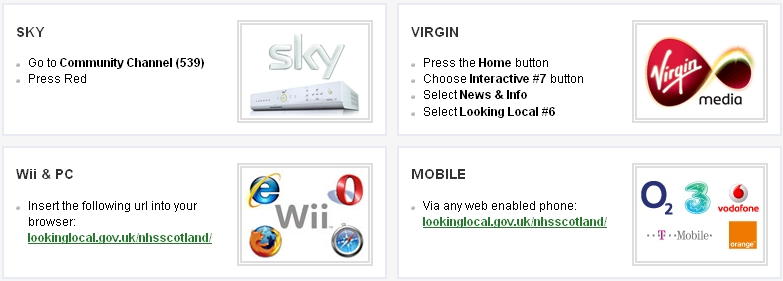 SKY
Go to Community Channel (539)
Press Red
sky
VIRGIN
Press the Home button
Choose Interactive #7 button
Select News & Info
Select Looking Local #6
Virgin
media
Wii & PC
Insert the following url into your
browser:
lookinglocal.gov.uk/nhsscotland/
Wii
MOBILE
Via any web enabled phone:
lookinglocal.gov.uk/nhsscotland/
O2
3
vodafone
T Mobile
orange